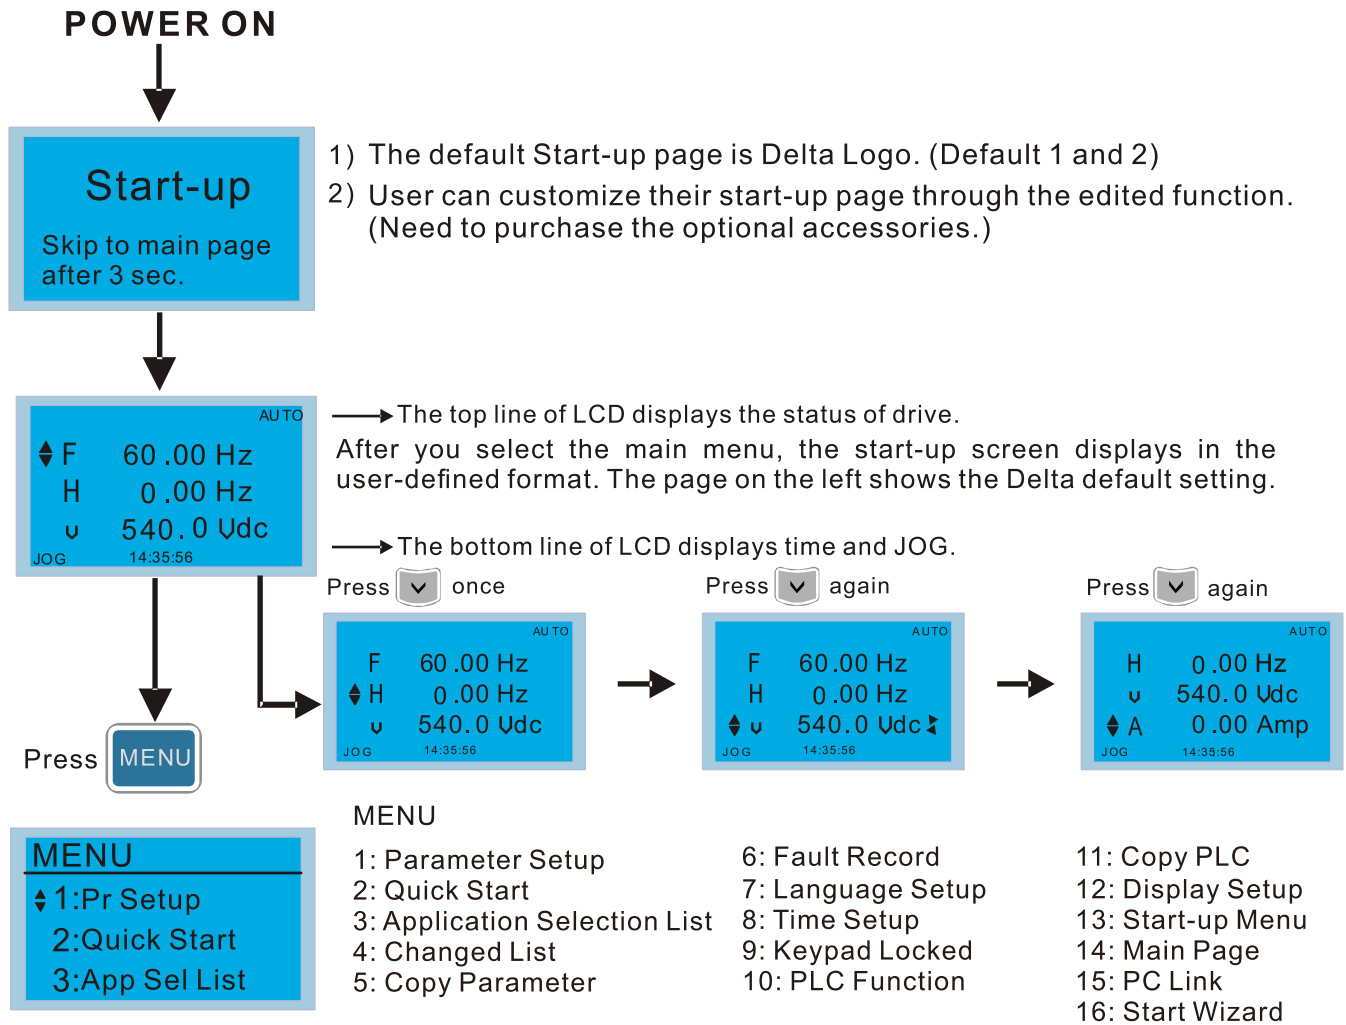 POWER ON
Start-up
Skip to main page
after 3 sec.
1) The default Start-up page is Delta Logo. (Default 1 and 2)
2) User can customize their start-up page through the edited function.
(Need to purchase the optional accessories.)
AUTO
F 60.00 Hz
H 0.00 Hz
v 540.0 Vdc
JOG 14:35:56
The top line of LCD displays the status of drive.
After you select the main menu, the start-up screen displays in the
user-defined format. The page on the left shows the Delta default setting.
The bottom line of LCD displays time and JOG.
Press once
AUTO
F 60.00 Hz
H 0.00 Hz
v 540.0 Vdc
JOG 14:35:56
Press again
AUTO
F 60.00 Hz
H 0.00 Hz
v 540.0 Vdc
JOG 14:35:56
Press again
AUTO
H 0.00 Hz
v 540.0 Vdc
A 0.00 Amp
JOG 14:35:56
Press MENU
MENU
1:Pr Setup
2:Quick Start
3:App Sel List
MENU
1: Parameter Setup
2: Quick Start
3: Application Selection List
4: Changed List
5: Copy Parameter
6: Fault Record
7: Language Setup
8: Time Setup
9: Keypad Locked
10: PLC Function
11: Copy PLC
12: Display Setup
13: Start-up Menu
14: Main Page
15: PC Link
16: Start Wizard